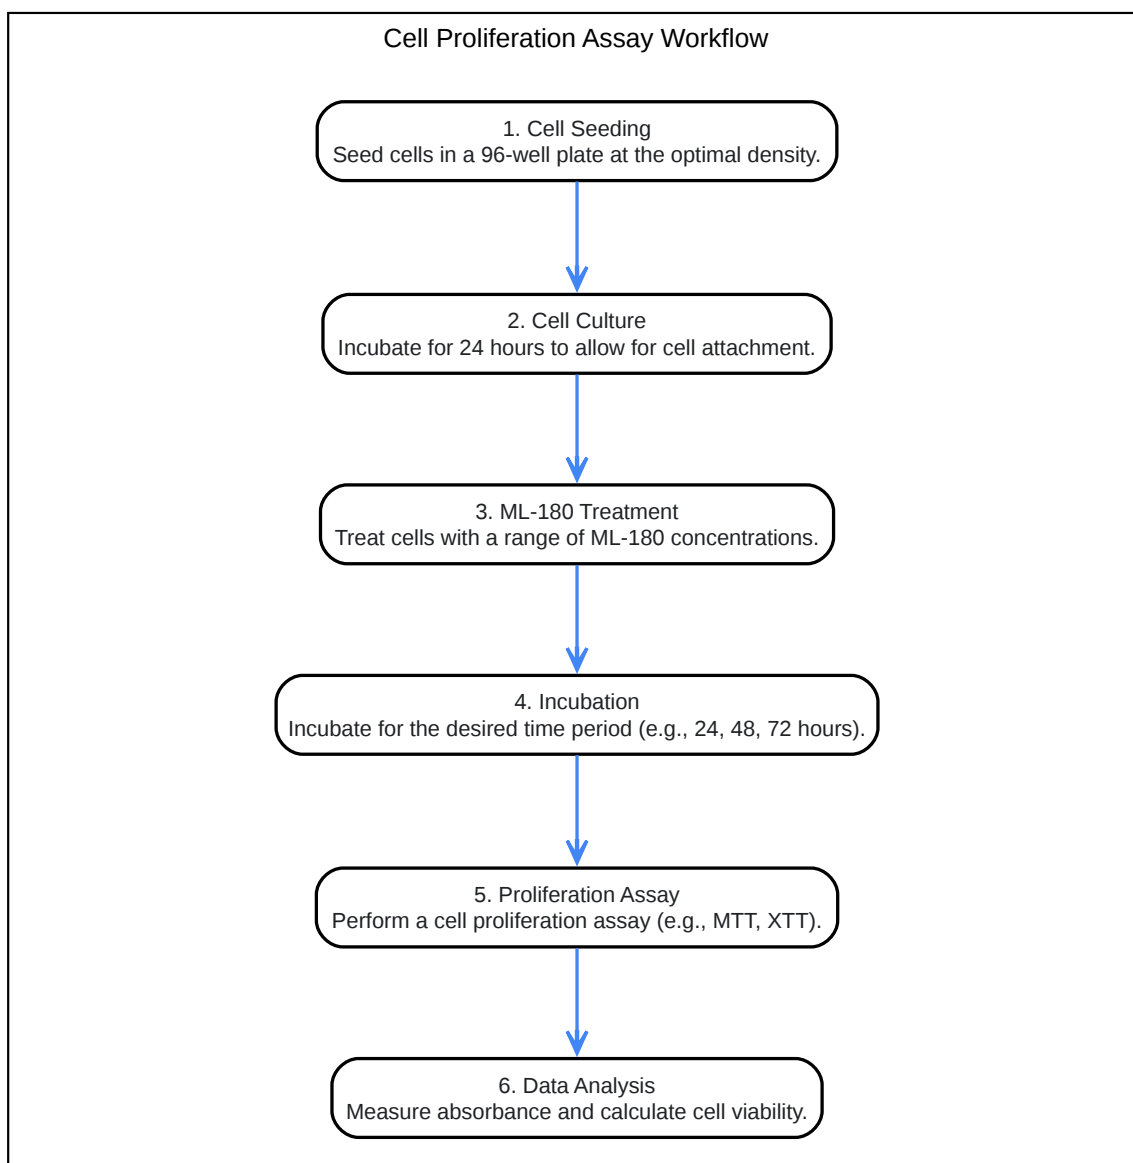 Cell Proliferation Assay Workflow
1. Cell Seeding
Seed cells in a 96-well plate at the optimal density.
2. Cell Culture
Incubate for 24 hours to allow for cell attachment.
3. ML-180 Treatment
Treat cells with a range of ML-180 concentrations.
4. Incubation
Incubate for the desired time period (e.g., 24, 48, 72 hours).
5. Proliferation Assay
Perform a cell proliferation assay (e.g., MTT, XTT).
6. Data Analysis
Measure absorbance and calculate cell viability.